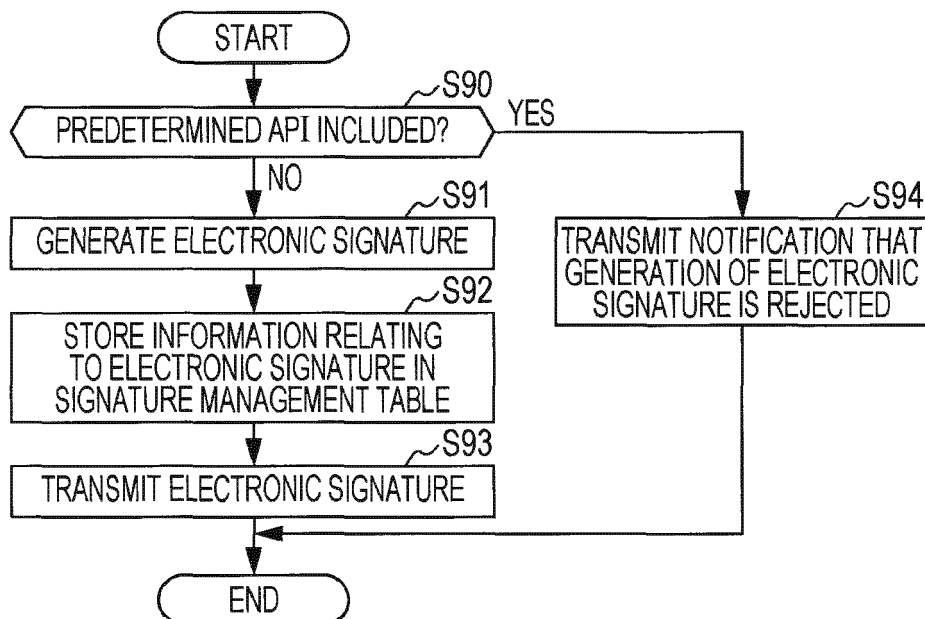 START
S90
PREDETERMINED API INCLUDED?
YES
NO
S91
GENERATE ELECTRONIC SIGNATURE
S92
STORE INFORMATION RELATING
TO ELECTRONIC SIGNATURE IN
SIGNATURE MANAGEMENT TABLE
S93
TRANSMIT ELECTRONIC SIGNATURE
S94
TRANSMIT NOTIFICATION THAT
GENERATION OF ELECTRONIC
SIGNATURE IS REJECTED
END